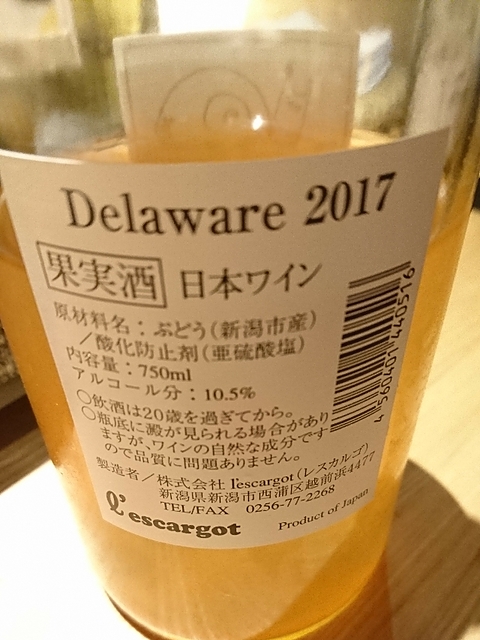 Delaware 2017
果実酒 日本ワイン
原材料名：ぶどう（新潟市産）
／酸化防止剤（亜硫酸塩）
内容量：750ml
アルコール分：10.5%
○飲酒は20歳を過ぎてから。
○瓶底に澱が見られる場合があり
ますが、ワインの自然な成分です
ので品質に問題ありません。
製造者／株式会社 l'escargot（レスカルゴ）
新潟県新潟市西蒲区越前浜4477
TEL/FAX 0256-77-2268
l'escargot
Product of Japan